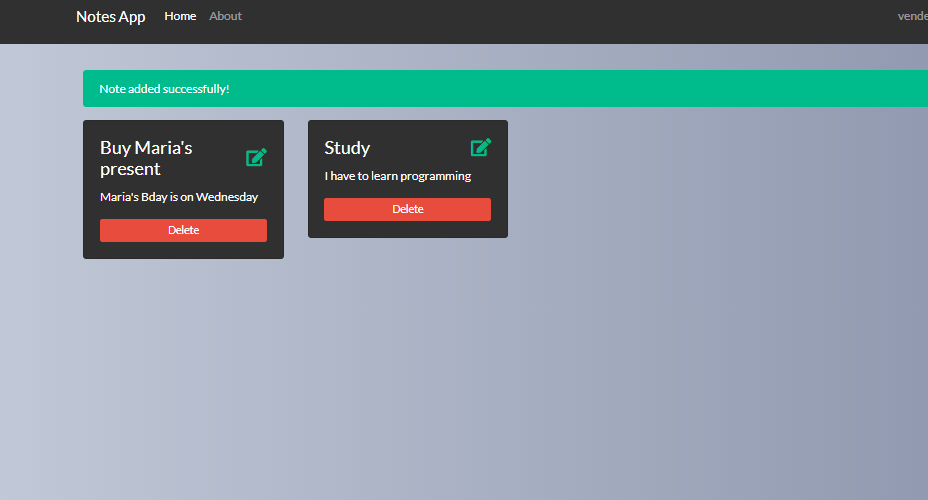 Notes App Home About
Note added successfully!
Buy Maria's
present
Maria's Bday is on Wednesday
Delete
Study
I have to learn programming
Delete